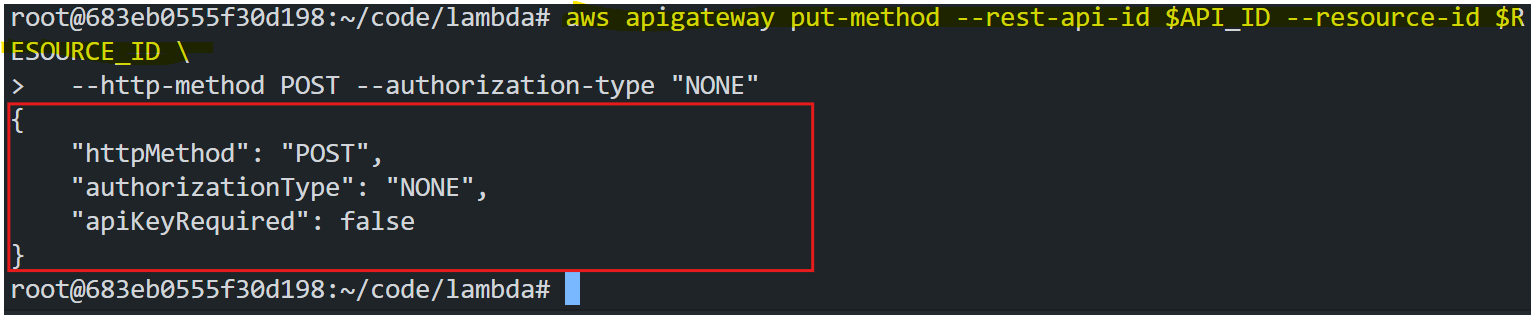 root@683eb0555f30d198:~/code/lambda# aws apigateway put-method --rest-api-id $API_ID --resource-id $R
ESOURCE_ID \
>   --http-method POST --authorization-type "NONE"
{
    "httpMethod": "POST",
    "authorizationType": "NONE",
    "apiKeyRequired": false
}
root@683eb0555f30d198:~/code/lambda#